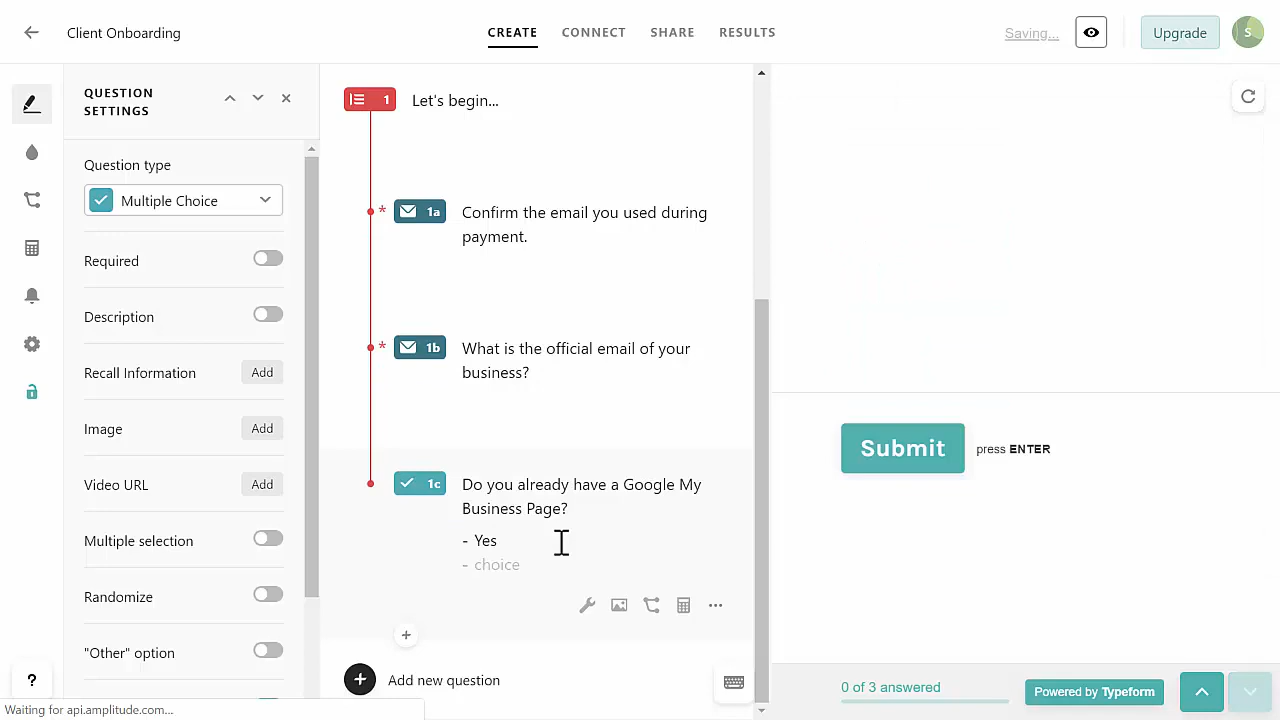 Client Onboarding
CREATE
CONNECT
SHARE
RESULTS
Saving...
Upgrade
S
QUESTION
SETTINGS
Question type
Multiple Choice
Required
Description
Recall Information
Add
Image
Add
Video URL
Add
Multiple selection
Randomize
"Other" option
?
Waiting for api.amplitude.com...
1
Let's begin...
* 1a
Confirm the email you used during
payment.
* 1b
What is the official email of your
business?
1c
Do you already have a Google My
Business Page?
- Yes
- choice
Add new question
Submit
press ENTER
0 of 3 answered
Powered by Typeform